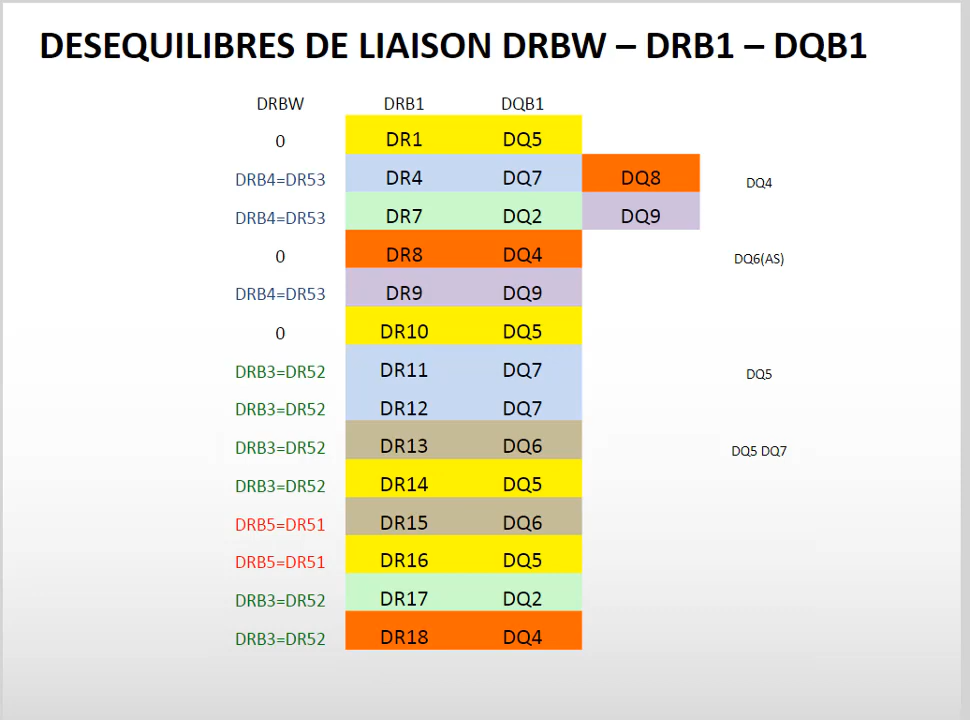 DESEQUILIBRES DE LIAISON DRBW – DRB1 – DQB1
DRBW DRB1 DQB1
0 DR1 DQ5
DRB4=DR53 DR4 DQ7 DQ8 DQ4
DRB4=DR53 DR7 DQ2 DQ9
0 DR8 DQ4 DQ6(AS)
DRB4=DR53 DR9 DQ9
0 DR10 DQ5
DRB3=DR52 DR11 DQ7 DQ5
DRB3=DR52 DR12 DQ7
DRB3=DR52 DR13 DQ6 DQ5 DQ7
DRB3=DR52 DR14 DQ5
DRB5=DR51 DR15 DQ6
DRB5=DR51 DR16 DQ5
DRB3=DR52 DR17 DQ2
DRB3=DR52 DR18 DQ4